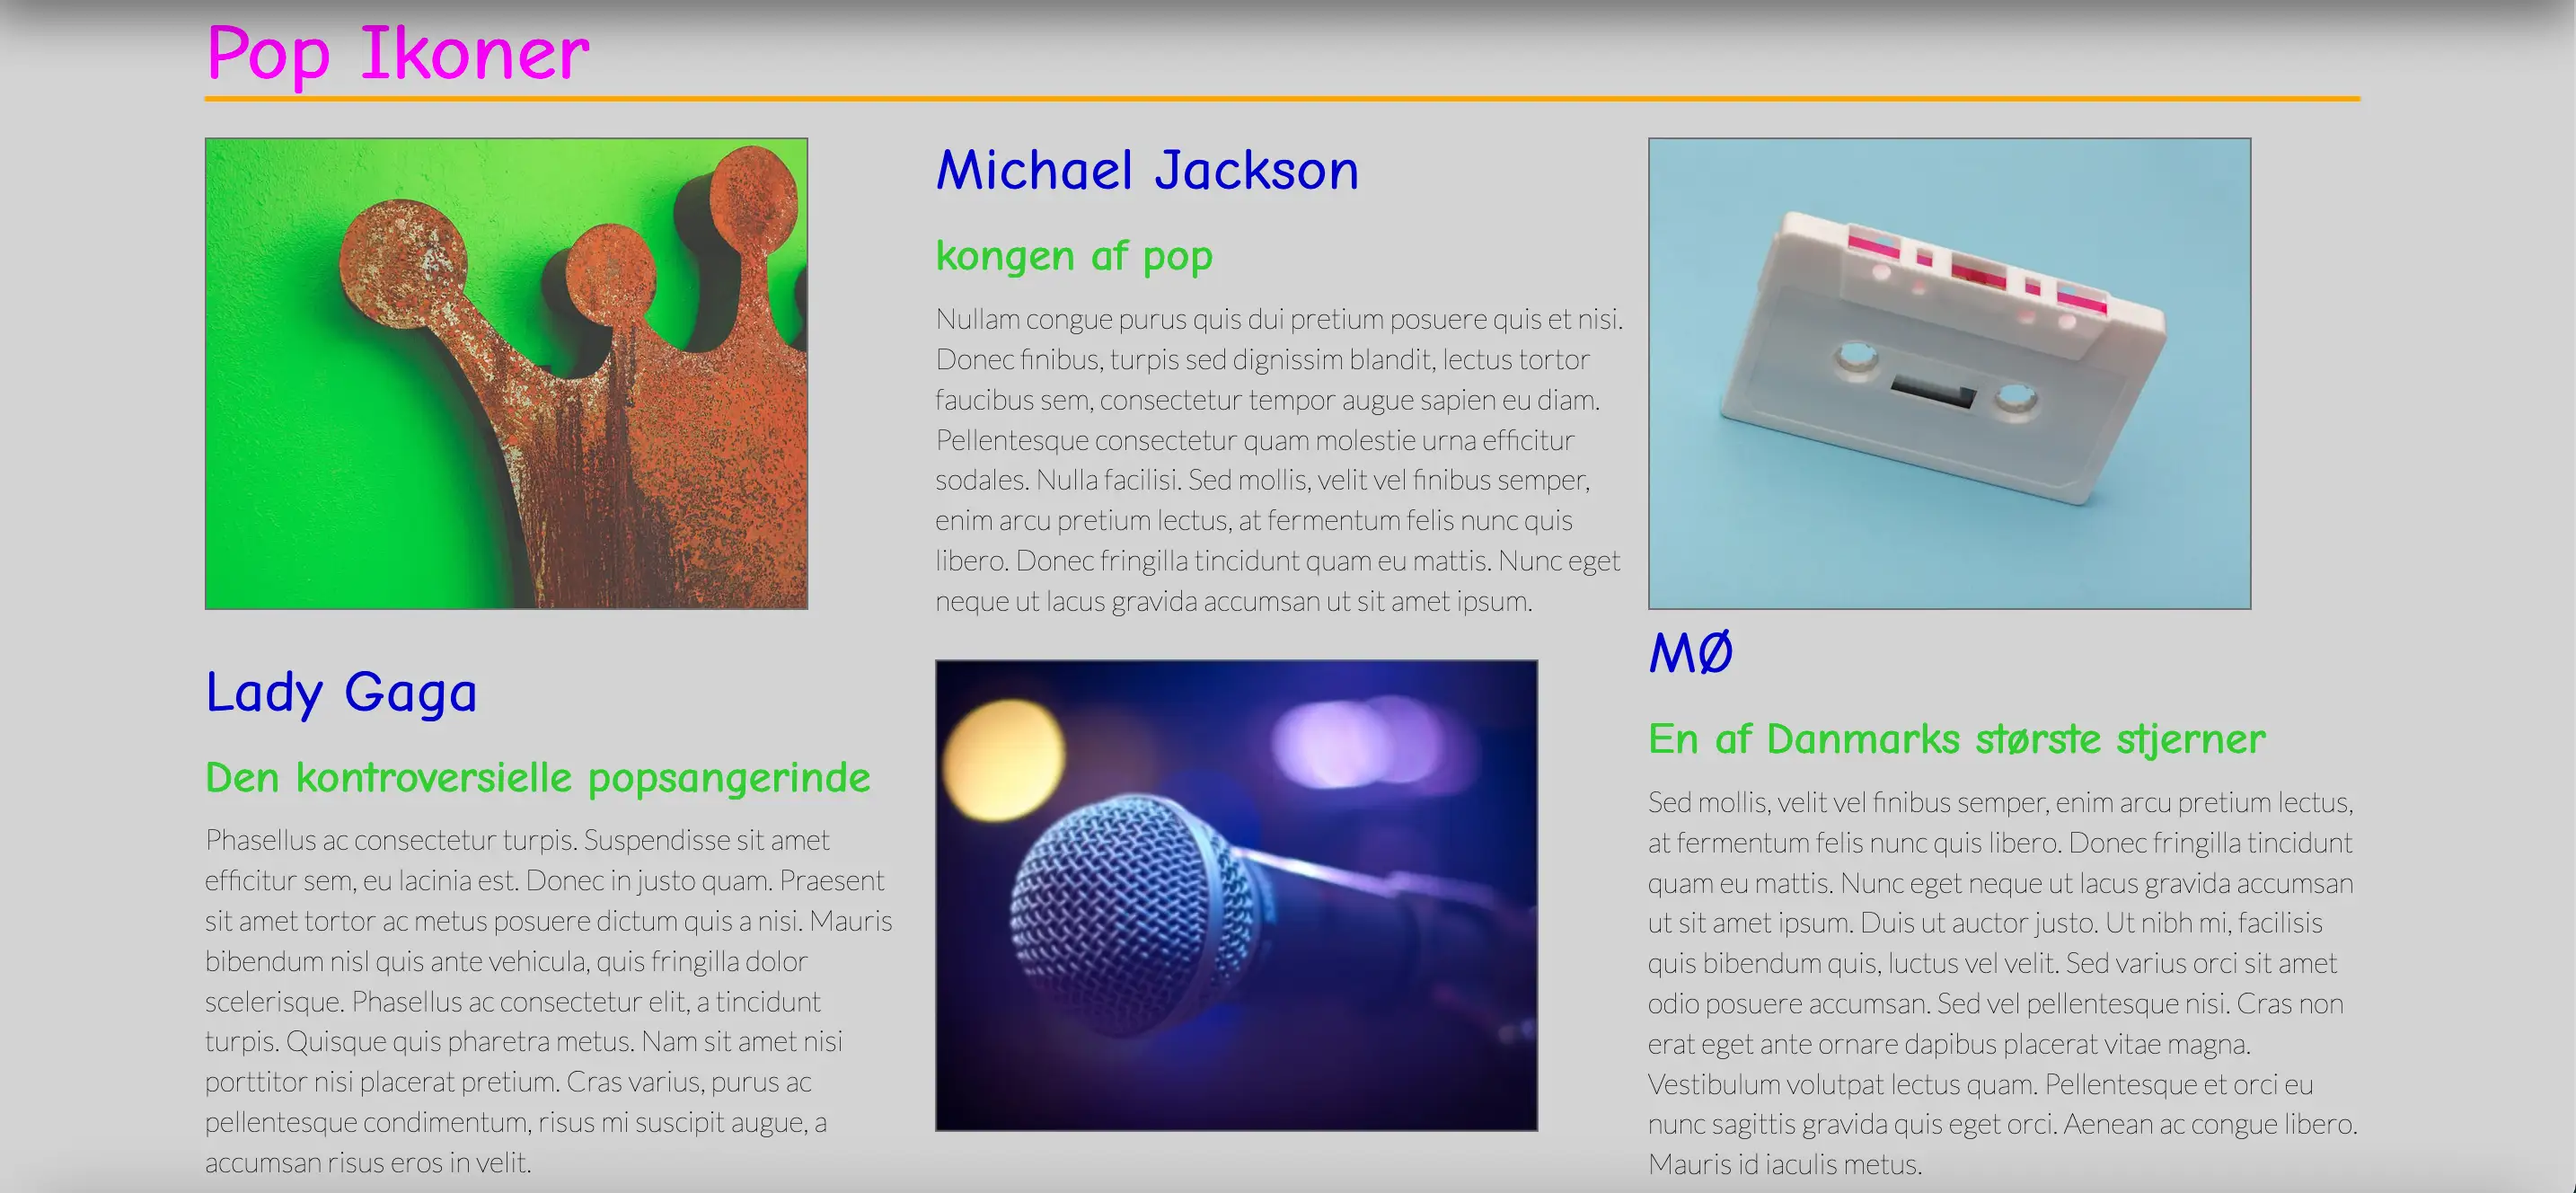 Pop Ikoner
Michael Jackson
kongen af pop
Nullam congue purus quis dui pretium posuere quis et nisi.
Donec finibus, turpis sed dignissim blandit, lectus tortor
faucibus sem, consectetur tempor augue sapien eu diam.
Pellentesque consectetur quam molestie urna efficitur
sodales. Nulla facilisi. Sed mollis, velit vel finibus semper,
enim arcu pretium lectus, at fermentum felis nunc quis
libero. Donec fringilla tincidunt quam eu mattis. Nunc eget
neque ut lacus gravida accumsan ut sit amet ipsum.
Lady Gaga
Den kontroversielle popsangerinde
Phasellus ac consectetur turpis. Suspendisse sit amet
efficitur sem, eu lacinia est. Donec in justo quam. Praesent
sit amet tortor ac metus posuere dictum quis a nisi. Mauris
bibendum nisl quis ante vehicula, quis fringilla dolor
scelerisque. Phasellus ac consectetur elit, a tincidunt
turpis. Quisque quis pharetra metus. Nam sit amet nisi
porttitor nisi placerat pretium. Cras varius, purus ac
pellentesque condimentum, risus mi suscipit augue, a
accumsan risus eros in velit.
MØ
En af Danmarks største stjerner
Sed mollis, velit vel finibus semper, enim arcu pretium lectus,
at fermentum felis nunc quis libero. Donec fringilla tincidunt
quam eu mattis. Nunc eget neque ut lacus gravida accumsan
ut sit amet ipsum. Duis ut auctor justo. Ut nibh mi, facilisis
quis bibendum quis, luctus vel velit. Sed varius orci sit amet
odio posuere accumsan. Sed vel pellentesque nisi. Cras non
erat eget ante ornare dapibus placerat vitae magna.
Vestibulum volutpat lectus quam. Pellentesque et orci eu
nunc sagittis gravida quis eget orci. Aenean ac congue libero.
Mauris id iaculis metus.